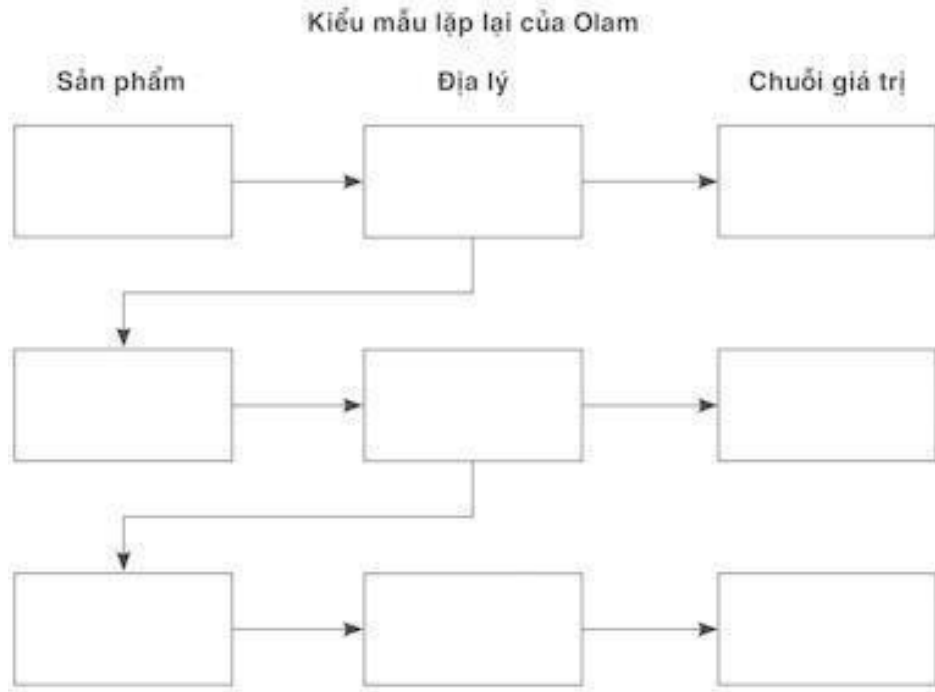 Kiểu mẫu lặp lại của Olam
Sản phẩm
Địa lý
Chuỗi giá trị